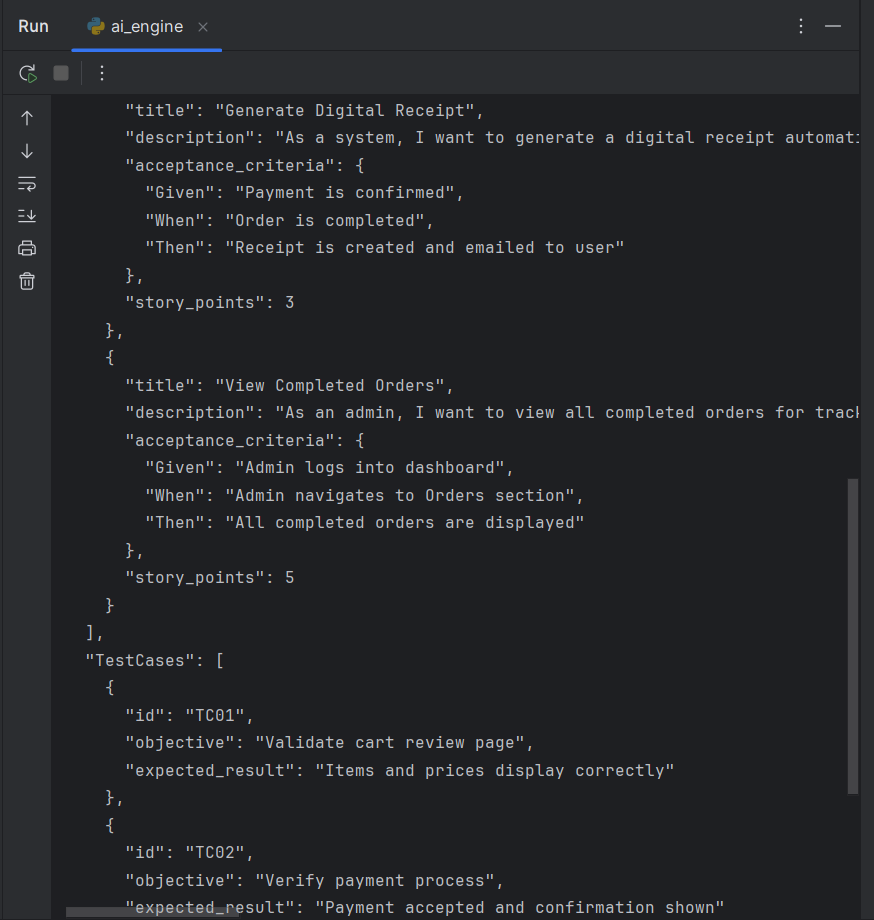 Run ai_engine
"title": "Generate Digital Receipt",
"description": "As a system, I want to generate a digital receipt automati
"acceptance_criteria": {
"Given": "Payment is confirmed",
"When": "Order is completed",
"Then": "Receipt is created and emailed to user"
},
"story_points": 3
},
{
"title": "View Completed Orders",
"description": "As an admin, I want to view all completed orders for track
"acceptance_criteria": {
"Given": "Admin logs into dashboard",
"When": "Admin navigates to Orders section",
"Then": "All completed orders are displayed"
},
"story_points": 5
}
],
"TestCases": [
{
"id": "TC01",
"objective": "Validate cart review page",
"expected_result": "Items and prices display correctly"
},
{
"id": "TC02",
"objective": "Verify payment process",
"expected_result": "Payment accepted and confirmation shown"